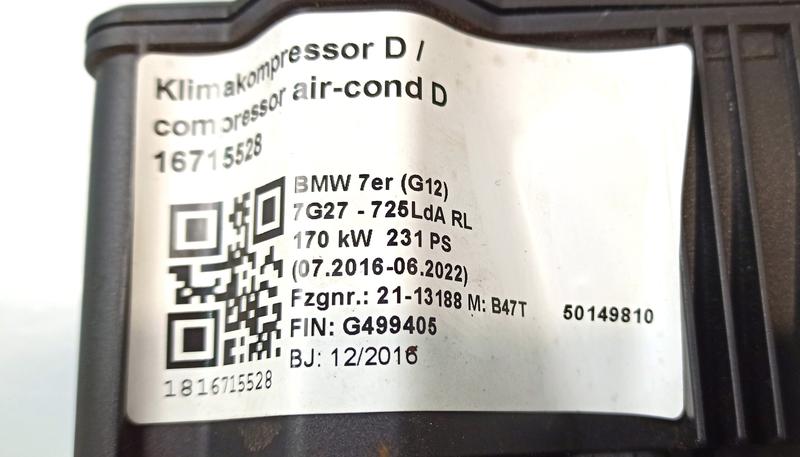 Klimakompressor D /
compressor air-cond D
16715528
BMW 7er (G12)
7G27 - 725LdA RL
170 kW 231 PS
(07.2016-06.2022)
Fzgnr.: 21-13188 M: B47T 50149810
FIN: G499405
BJ: 12/2016
1816715528